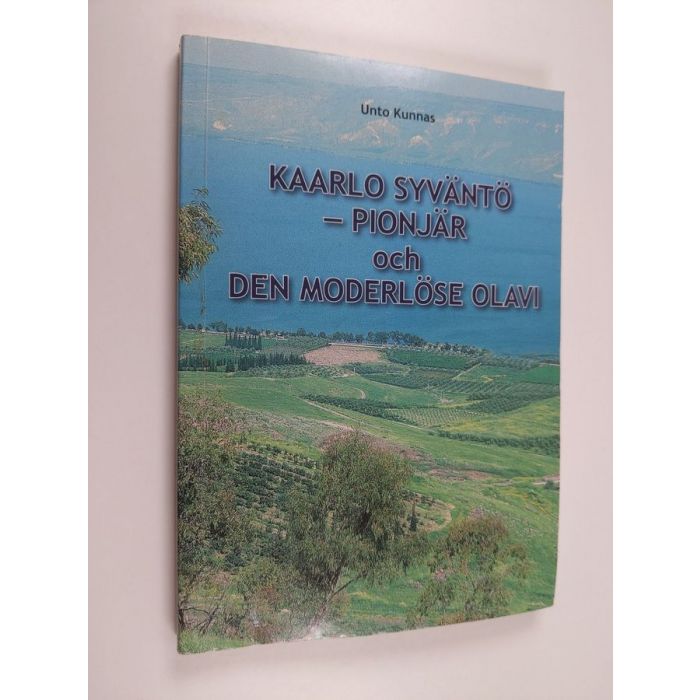 Unto Kunnas
KAARLO SYVÄNTÖ
– PIONJÄR
och
DEN MODERLÖSE OLAVI